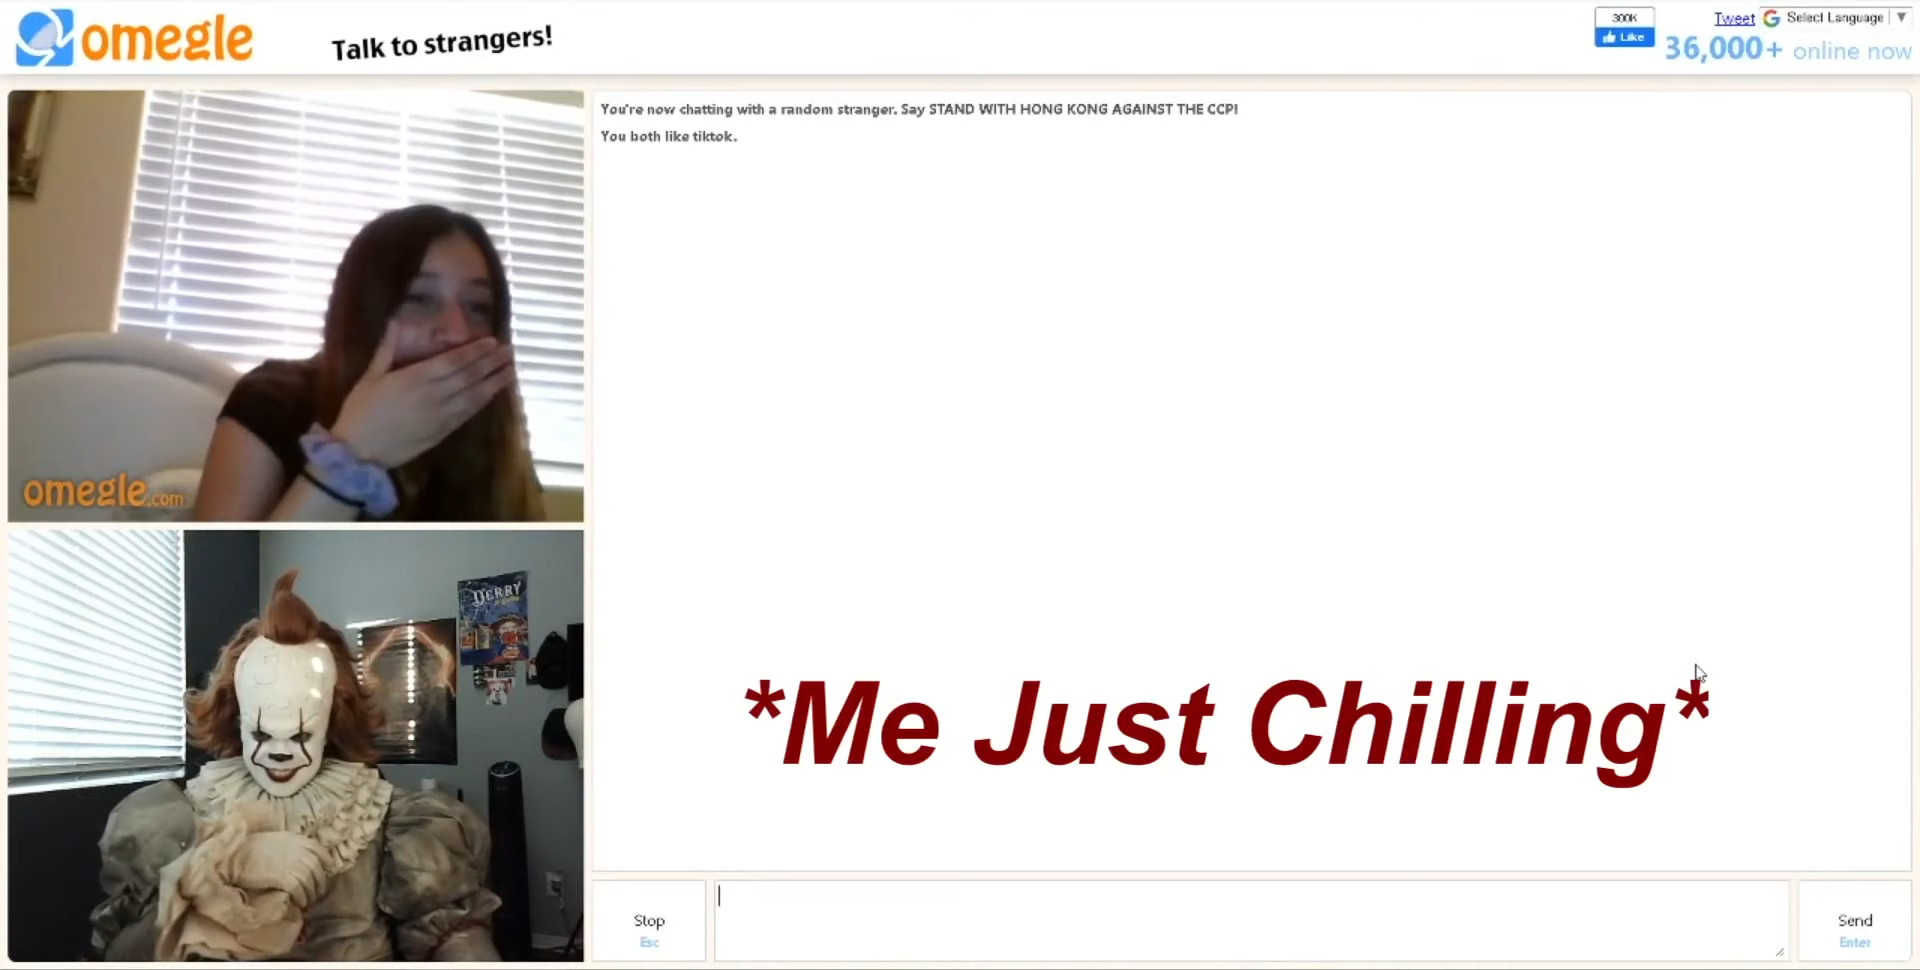 omegle
Talk to strangers!
300K
Like
Tweet
Select Language
36,000+ online now
You're now chatting with a random stranger. Say STAND WITH HONG KONG AGAINST THE CCP!
You both like tiktok.
omegle.com
DERRY
*Me Just Chilling*
Stop
Esc
Send
Enter